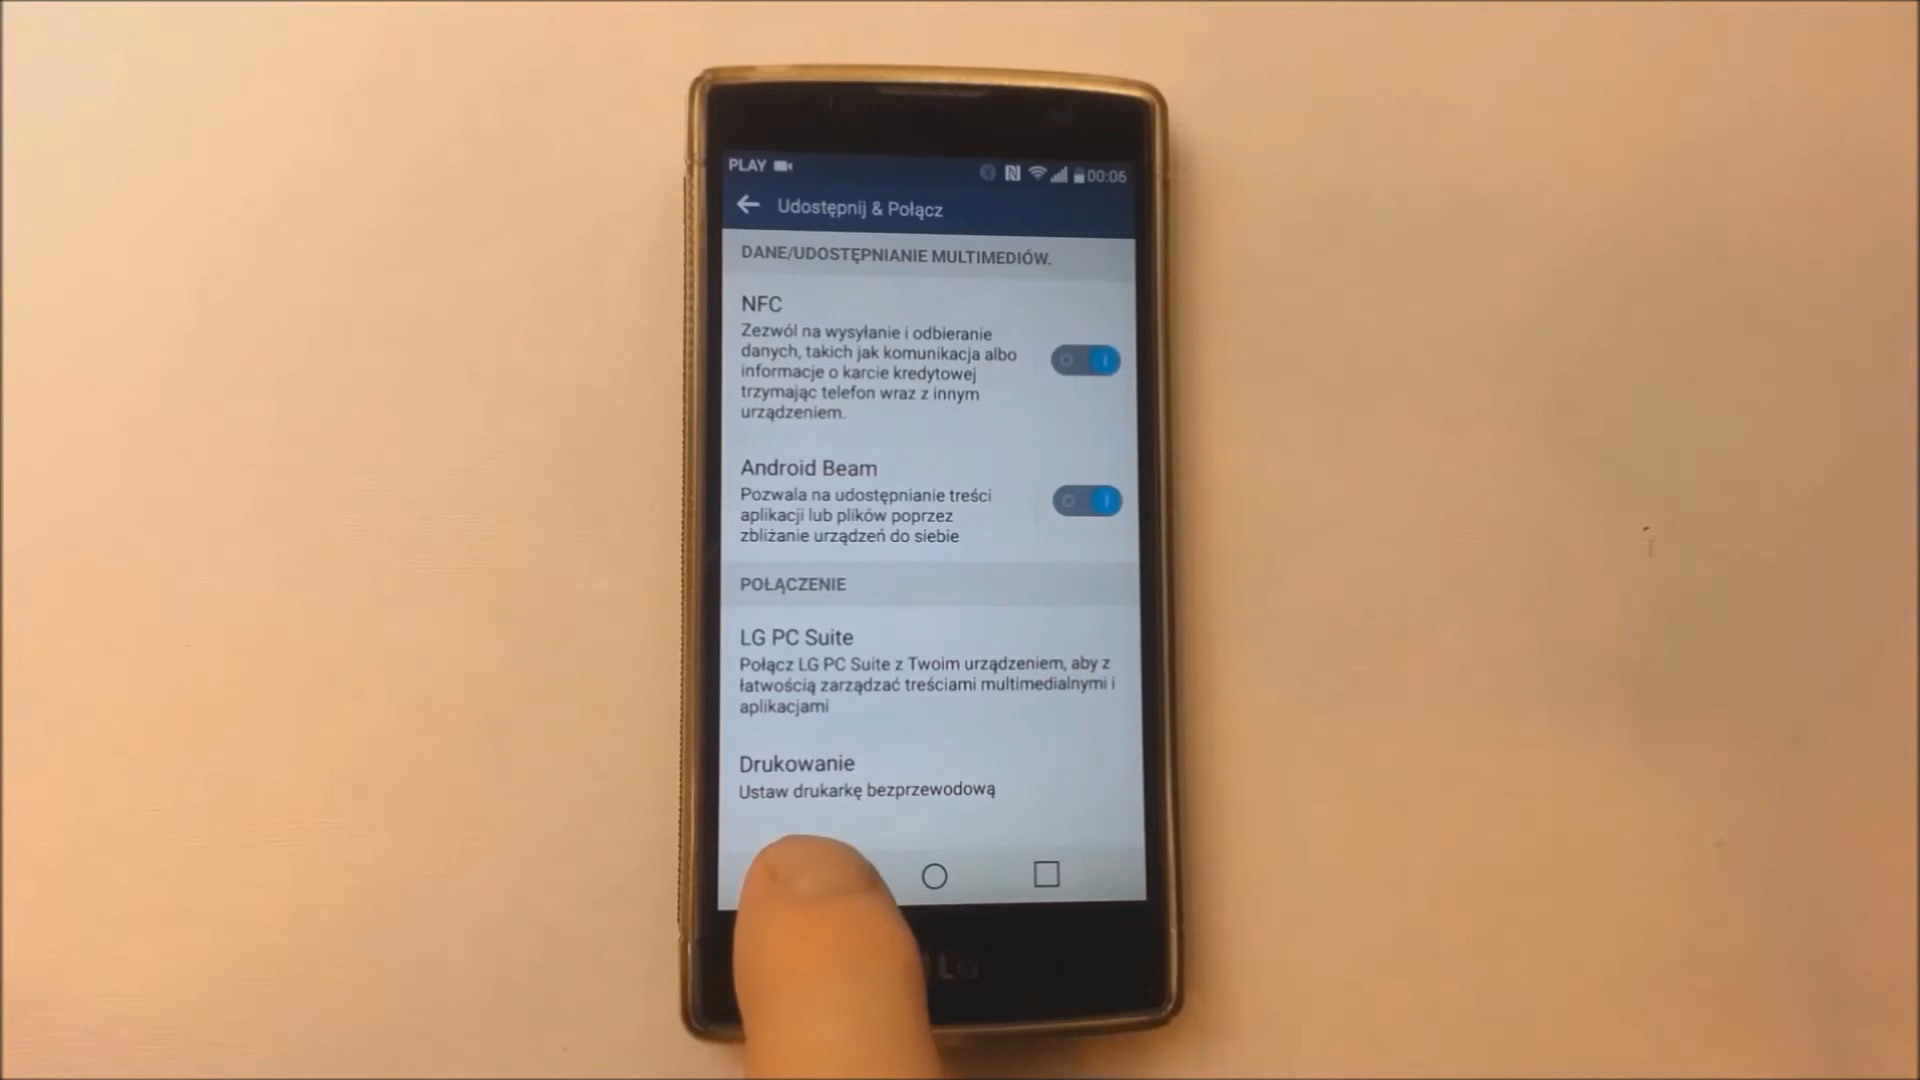 PLAY
00:06
Udostępnij & Połącz
DANE/UDOSTĘPNIANIE MULTIMEDIÓW.
NFC
Zezwól na wysyłanie i odbieranie
danych, takich jak komunikacja albo
informacje o karcie kredytowej
trzymając telefon wraz z innym
urządzeniem.
Android Beam
Pozwala na udostępnianie treści
aplikacji lub plików poprzez
zbliżanie urządzeń do siebie
POŁĄCZENIE
LG PC Suite
Połącz LG PC Suite z Twoim urządzeniem, aby z
łatwością zarządzać treściami multimedialnymi i
aplikacjami
Drukowanie
Ustaw drukarkę bezprzewodową
LG